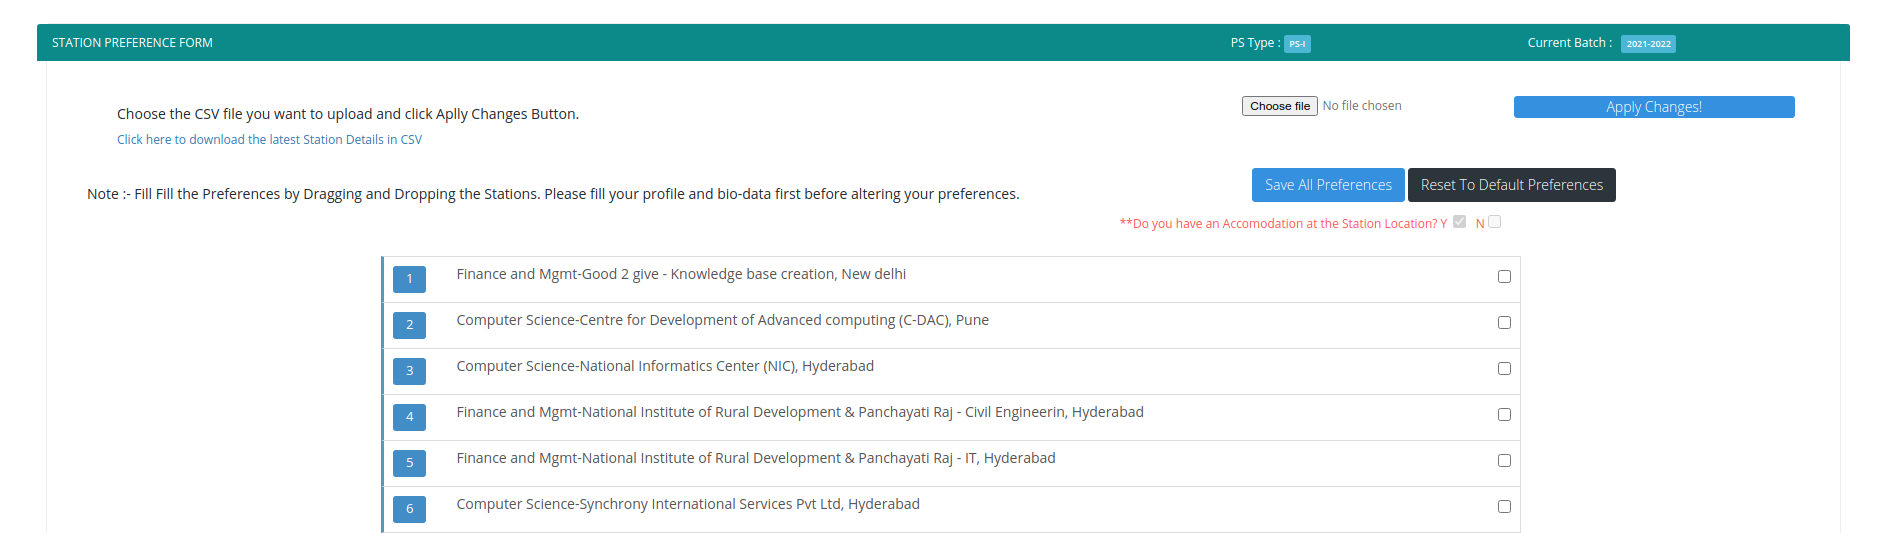 STATION PREFERENCE FORM PS Type : PS-I Current Batch : 2021-2022
Choose the CSV file you want to upload and click Aplly Changes Button. Choose file No file chosen Apply Changes!
Click here to download the latest Station Details in CSV
Note :- Fill Fill the Preferences by Dragging and Dropping the Stations. Please fill your profile and bio-data first before altering your preferences. Save All Preferences Reset To Default Preferences
**Do you have an Accomodation at the Station Location? Y N
1 Finance and Mgmt-Good 2 give - Knowledge base creation, New delhi
2 Computer Science-Centre for Development of Advanced computing (C-DAC), Pune
3 Computer Science-National Informatics Center (NIC), Hyderabad
4 Finance and Mgmt-National Institute of Rural Development & Panchayati Raj - Civil Engineerin, Hyderabad
5 Finance and Mgmt-National Institute of Rural Development & Panchayati Raj - IT, Hyderabad
6 Computer Science-Synchrony International Services Pvt Ltd, Hyderabad